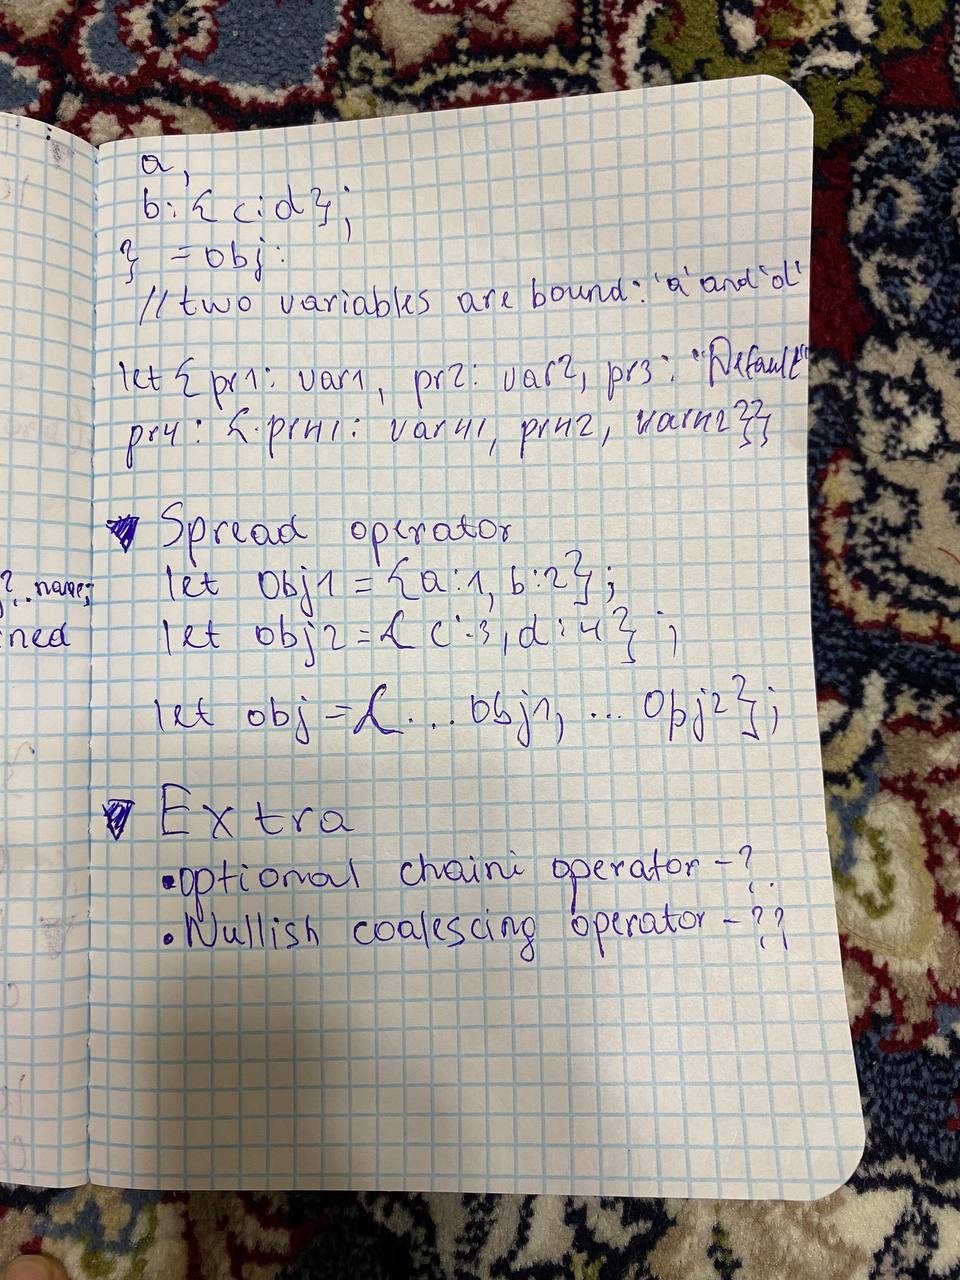 a,
b: { c: d };
} = obj:
// two variables are bound: 'a' and 'd'
let { pr1: var1, pr2: var2, pr3: "Default"
pr4: { pr41: var41, pr42, var42}}
Spread operator
let obj1 = {a:1, b:2};
let obj2 = { c:3, d:4 };
let obj = { ... obj1, ... obj2 };
Extra
• optional chaini operator - ?.
• Nullish coalescing operator - ??
?. name;
ned